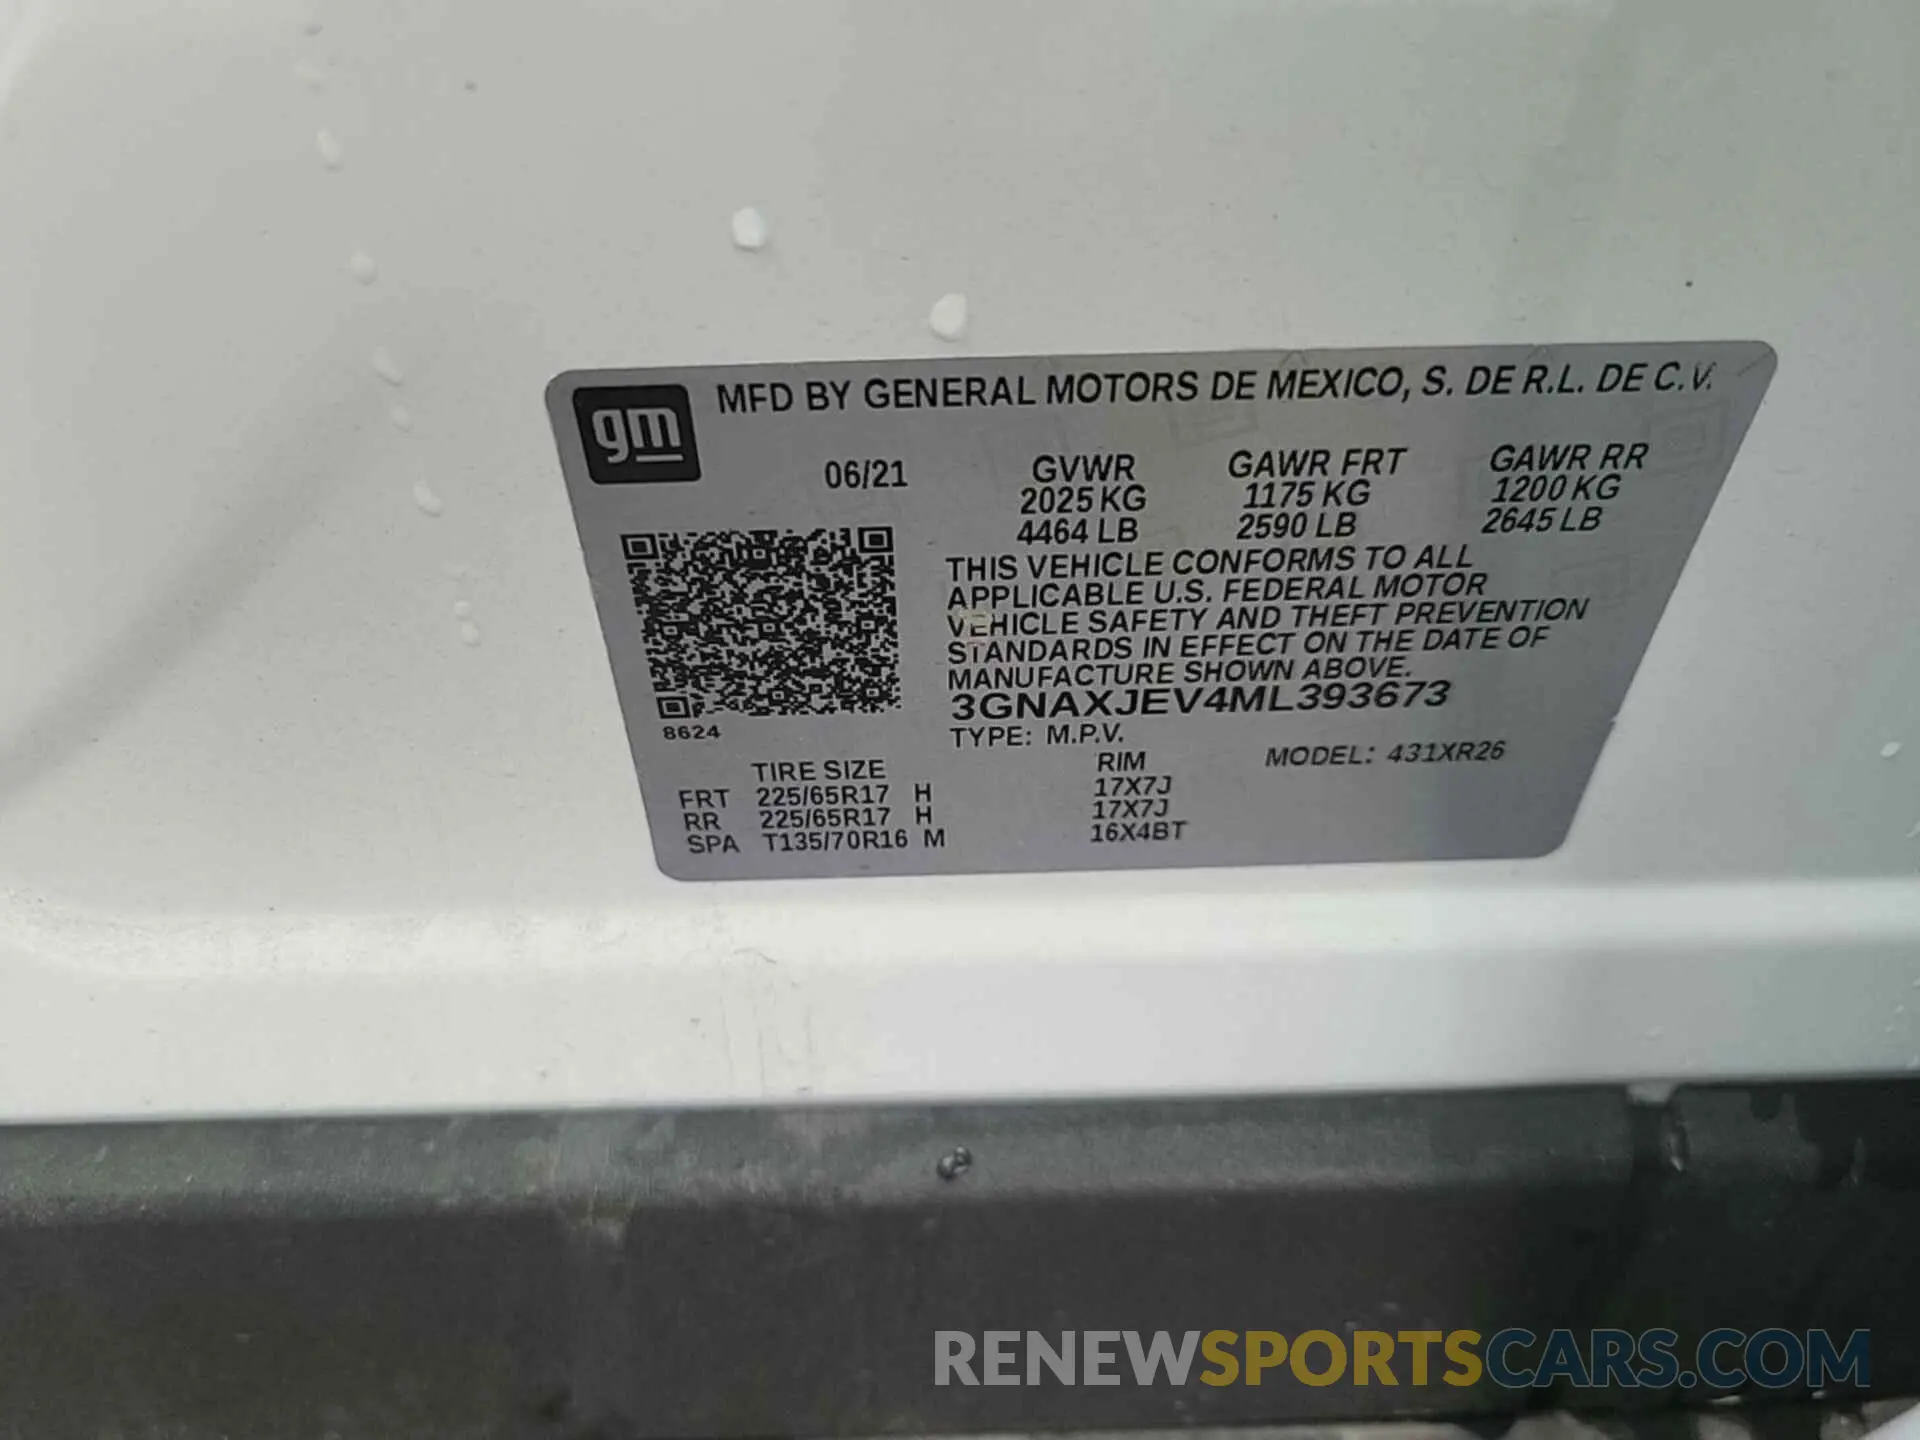 gm
MFD BY GENERAL MOTORS DE MEXICO, S. DE R.L. DE C.V.
06/21 GVWR GAWR FRT GAWR RR
2025 KG 1175 KG 1200 KG
4464 LB 2590 LB 2645 LB
THIS VEHICLE CONFORMS TO ALL
APPLICABLE U.S. FEDERAL MOTOR
VEHICLE SAFETY AND THEFT PREVENTION
STANDARDS IN EFFECT ON THE DATE OF
MANUFACTURE SHOWN ABOVE.
3GNAXJEV4ML393673
8624
TYPE: M.P.V.
MODEL: 431XR26
TIRE SIZE RIM
FRT 225/65R17 H 17X7J
RR 225/65R17 H 17X7J
SPA T135/70R16 M 16X4BT
RENEWSPORTSCARS.COM